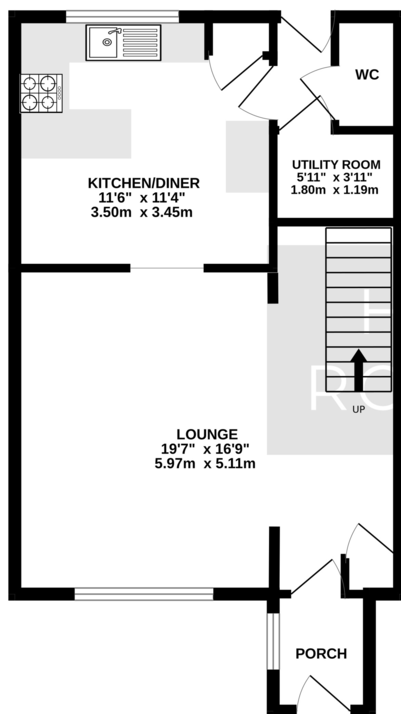 WC
UTILITY ROOM
5'11" x 3'11"
1.80m x 1.19m
KITCHEN/DINER
11'6" x 11'4"
3.50m x 3.45m
UP
LOUNGE
19'7" x 16'9"
5.97m x 5.11m
PORCH